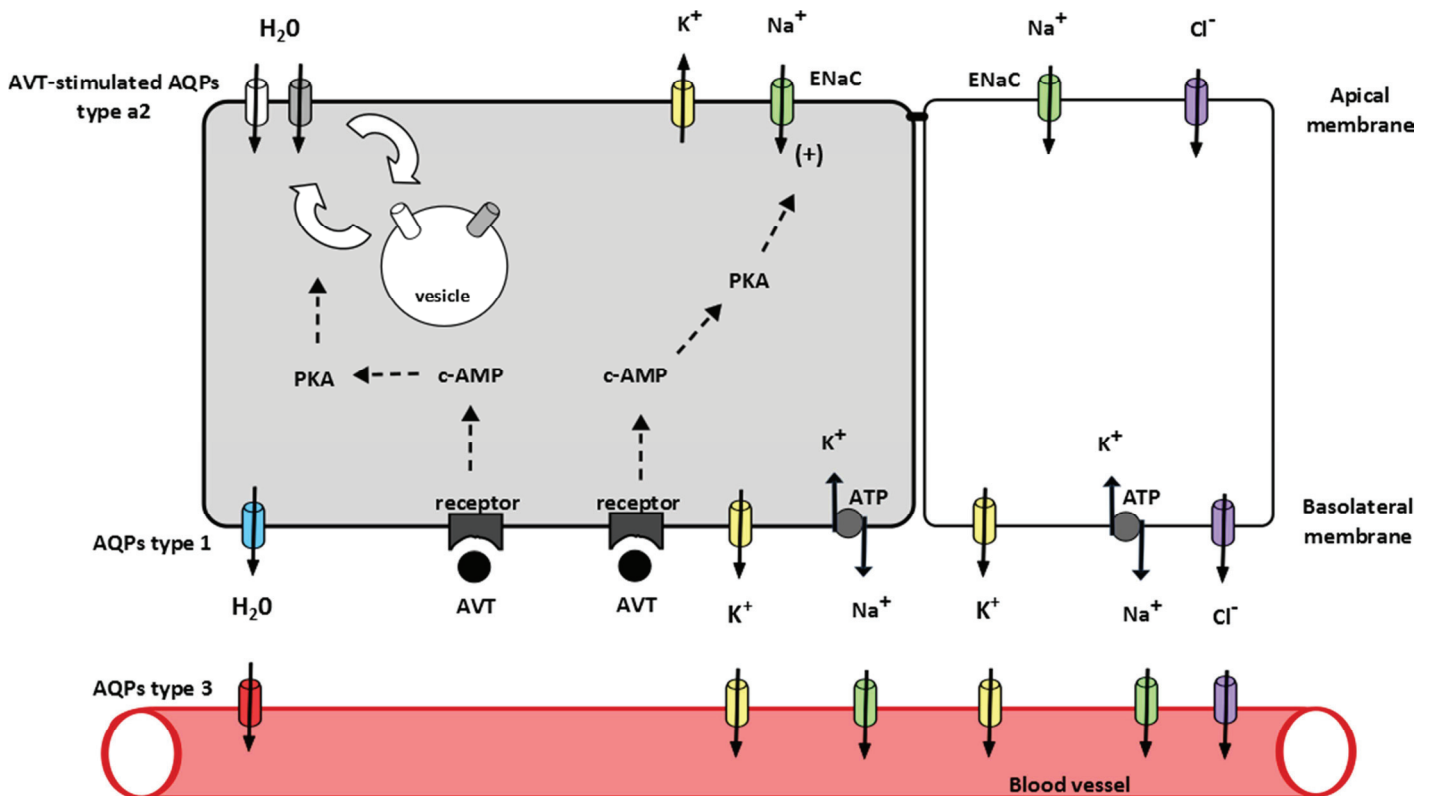 H₂0
K⁺
Na⁺
Na⁺
Cl⁻
AVT-stimulated AQPs
type a2
ENaC
ENaC
Apical
membrane
(+)
vesicle
PKA
PKA
c-AMP
c-AMP
K⁺
K⁺
receptor
receptor
ATP
ATP
Basolateral
membrane
AQPs type 1
H₂0
AVT
AVT
K⁺
Na⁺
K⁺
Na⁺
Cl⁻
AQPs type 3
Blood vessel